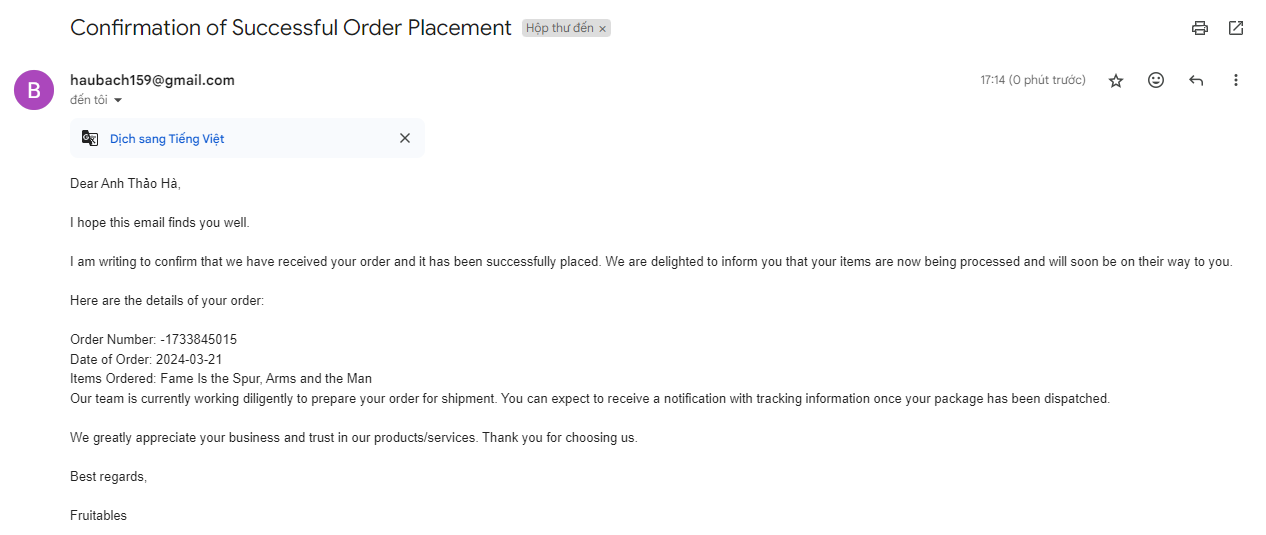 Confirmation of Successful Order Placement Hộp thư đến ×
B
haubach159@gmail.com 17:14 (0 phút trước)
đến tôi
Dịch sang Tiếng Việt
Dear Anh Thảo Hà,
I hope this email finds you well.
I am writing to confirm that we have received your order and it has been successfully placed. We are delighted to inform you that your items are now being processed and will soon be on their way to you.
Here are the details of your order:
Order Number: -1733845015
Date of Order: 2024-03-21
Items Ordered: Fame Is the Spur, Arms and the Man
Our team is currently working diligently to prepare your order for shipment. You can expect to receive a notification with tracking information once your package has been dispatched.
We greatly appreciate your business and trust in our products/services. Thank you for choosing us.
Best regards,
Fruitables